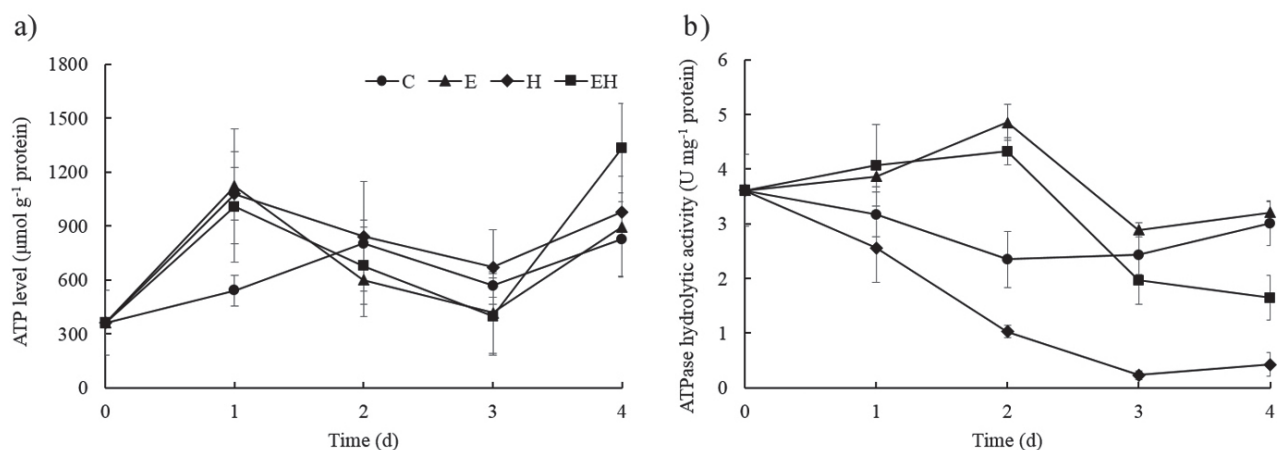 a)
ATP level (µmol g⁻¹ protein)
1800
1500
1200
900
600
300
0
C E H EH
0 1 2 3 4
Time (d)
b)
ATPase hydrolytic activity (U mg⁻¹ protein)
6
5
4
3
2
1
0
0 1 2 3 4
Time (d)